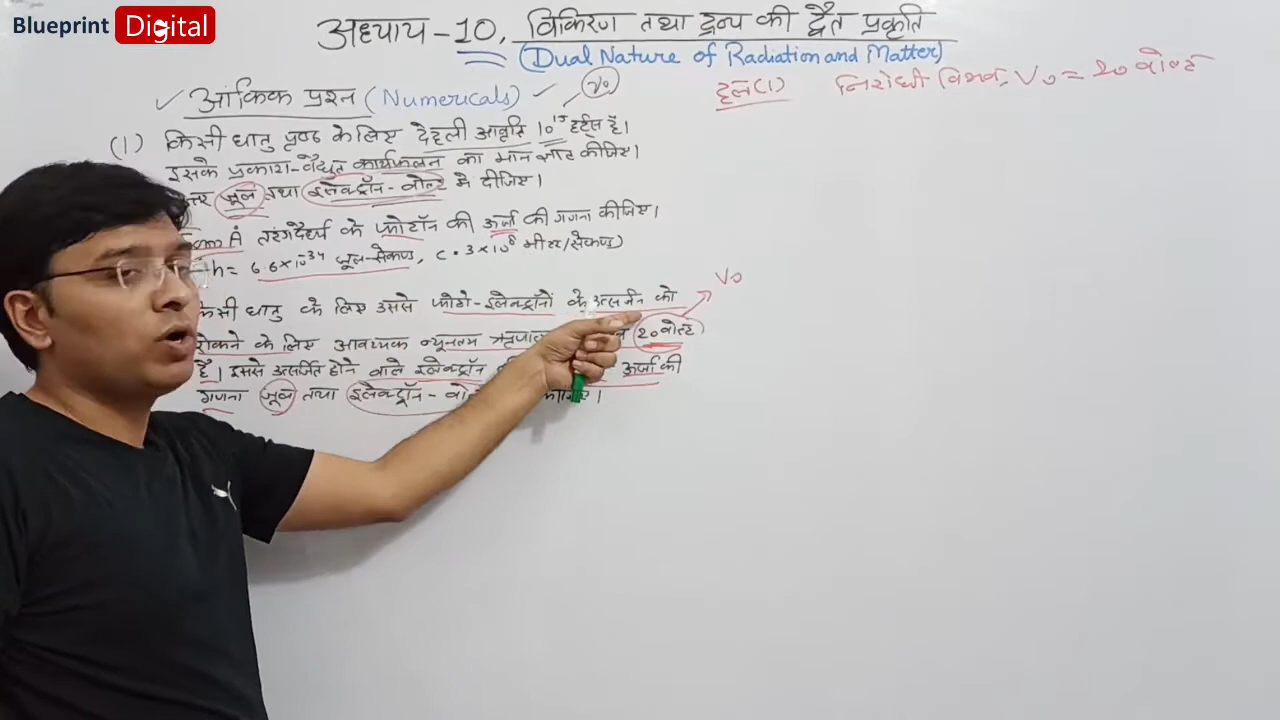 Blueprint Digital
अध्याय-10, विकिरण तथा द्रव्य की द्वैत प्रकृति
(Dual Nature of Radiation and Matter)
आंकिक प्रश्न (Numericals)
ν₀
हल(1) निरोधी विभव, V₀ = 20 वोल्ट
(1) किसी धातु पृष्ठ के लिए देहली आवृत्ति 10¹⁵ हर्ट्ज है।
इसके प्रकाश-वैद्युत कार्यफलन का मान ज्ञात कीजिए।
जूल तथा इलेक्ट्रॉन-वोल्ट में दीजिए।
Å तरंगदैर्ध्य के फोटॉन की ऊर्जा की गणना कीजिए।
h = 6.6×10⁻³⁴ जूल-सेकण्ड, c = 3×10⁸ मीटर/सेकण्ड)
V₀
धातु के लिए उससे फोटो-इलेक्ट्रॉनों के उत्सर्जन को
रोकने के लिए आवश्यक न्यूनतम 20 वोल्ट
है। इससे उत्सर्जित होने वाले इलेक्ट्रॉन ऊर्जा की
गणना जूल तथा इलेक्ट्रॉन-